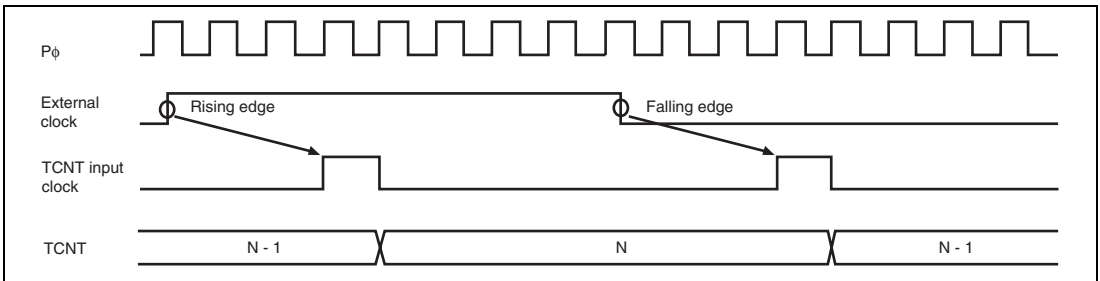 Pφ
External
clock
Rising edge
Falling edge
TCNT input
clock
TCNT
N - 1
N
N - 1